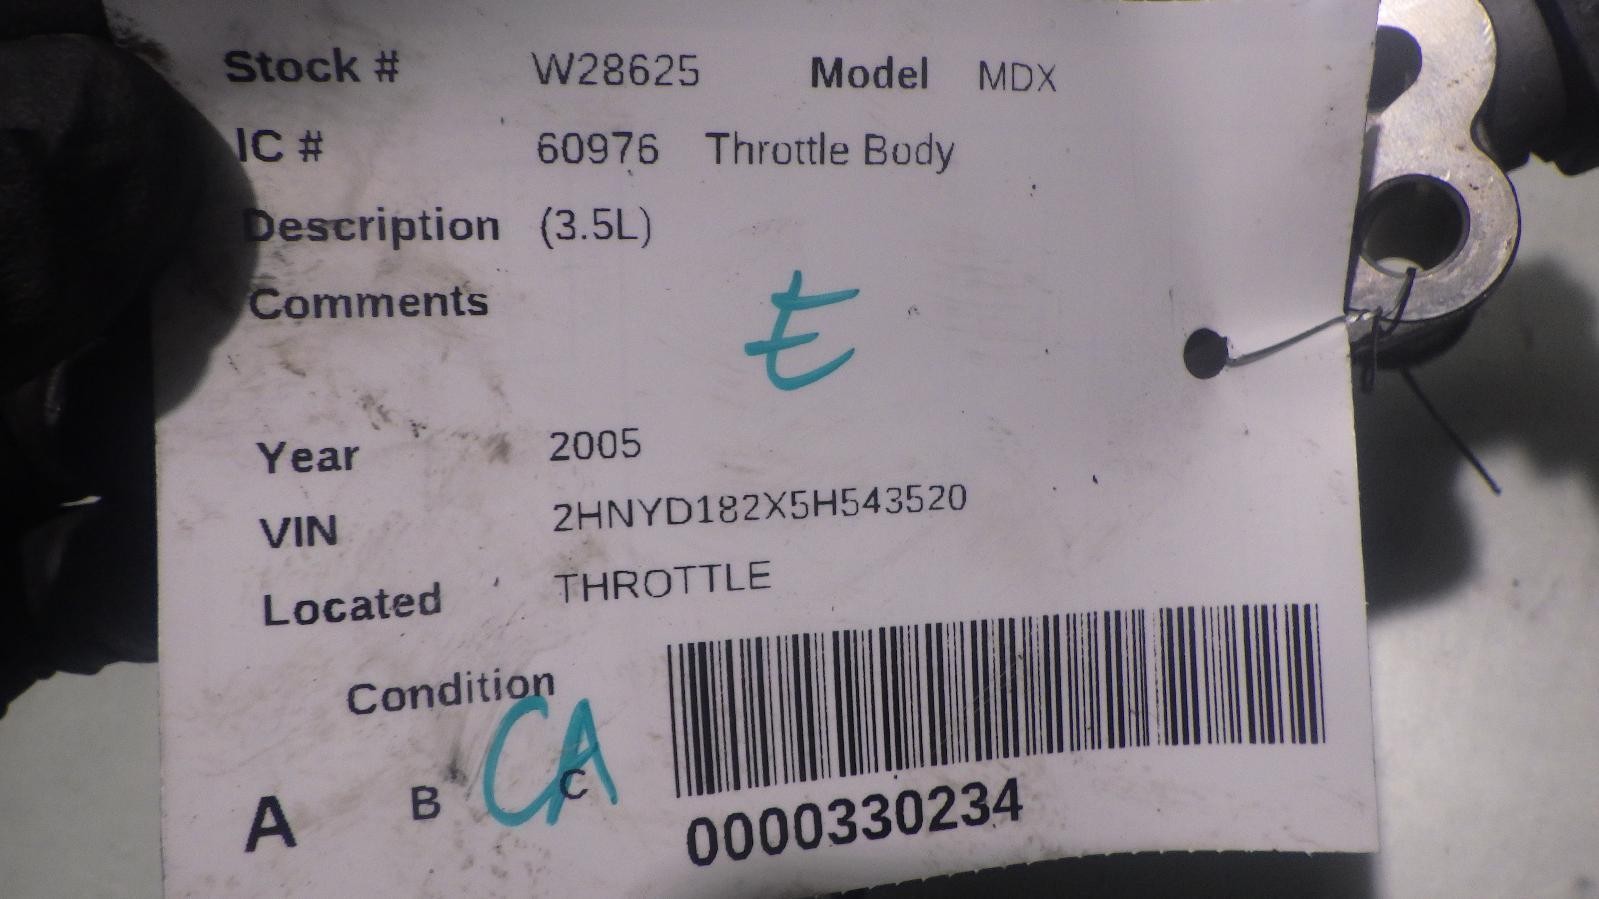 Stock # W28625 Model MDX
IC # 60976 Throttle Body
Description (3.5L)
Comments
E
Year 2005
VIN 2HNYD182X5H543520
Located THROTTLE
Condition
CA
A B C
0000330234